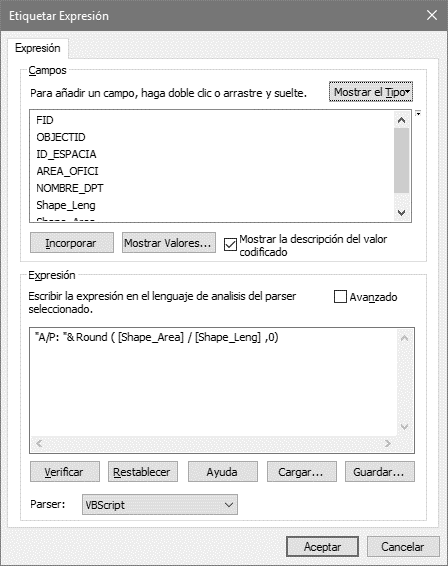 Etiquetar Expresión
Expresión
Campos
Para añadir un campo, haga doble clic o arrastre y suelte.
Mostrar el Tipo
FID
OBJECTID
ID_ESPACIA
AREA_OFICI
NOMBRE_DPT
Shape_Leng
Shape_Area
Incorporar
Mostrar Valores...
Mostrar la descripción del valor
codificado
Expresión
Escribir la expresión en el lenguaje de analisis del parser
seleccionado.
Avanzado
"A/P: "& Round ( [Shape_Area] / [Shape_Leng] ,0)
Verificar
Restablecer
Ayuda
Cargar...
Guardar...
Parser:
VBScript
Aceptar
Cancelar